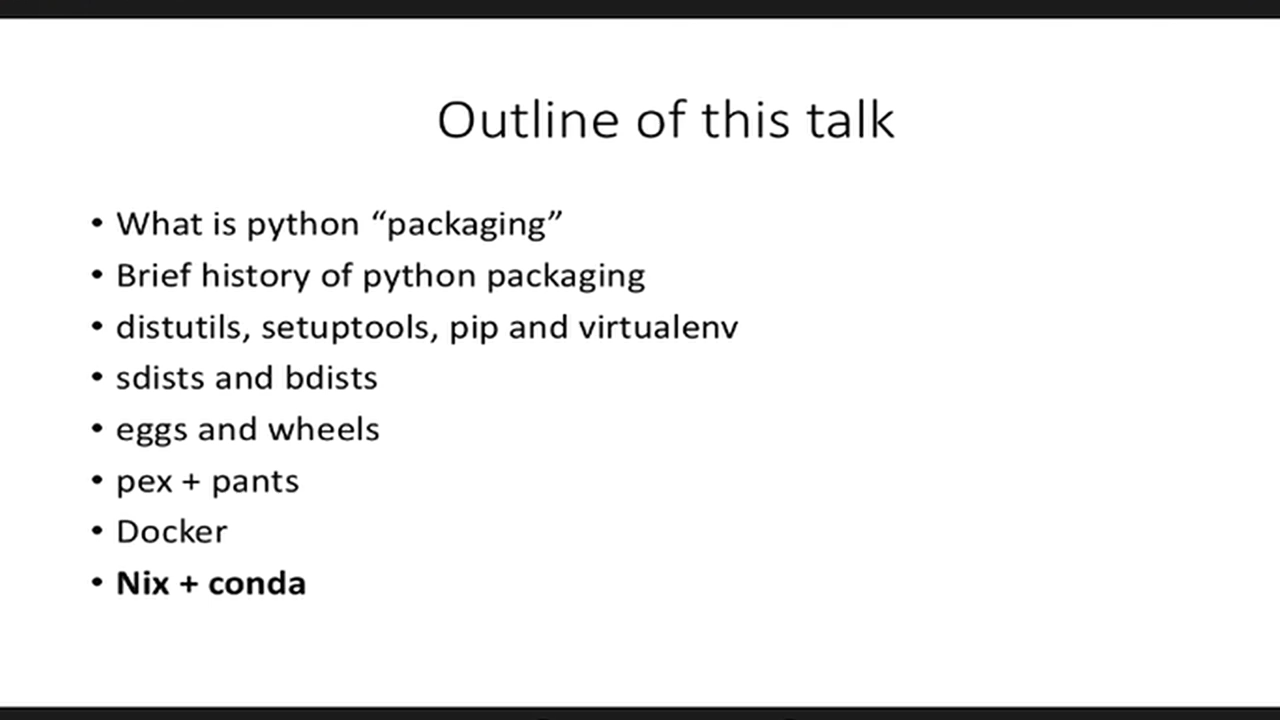 Outline of this talk
• What is python “packaging”
• Brief history of python packaging
• distutils, setuptools, pip and virtualenv
• sdists and bdists
• eggs and wheels
• pex + pants
• Docker
• Nix + conda